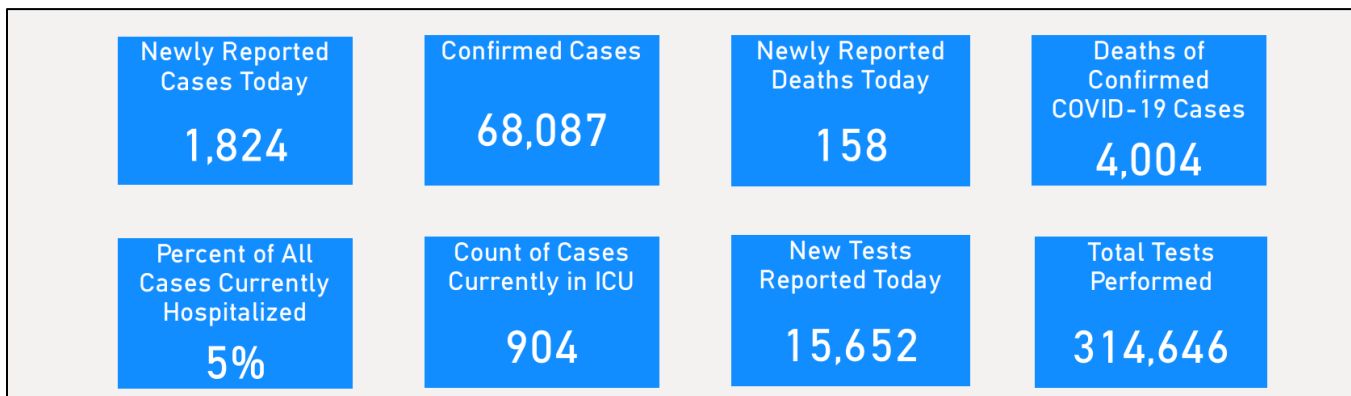 Newly Reported
Cases Today
1,824
Confirmed Cases
68,087
Newly Reported
Deaths Today
158
Deaths of
Confirmed
COVID-19 Cases
4,004
Percent of All
Cases Currently
Hospitalized
5%
Count of Cases
Currently in ICU
904
New Tests
Reported Today
15,652
Total Tests
Performed
314,646